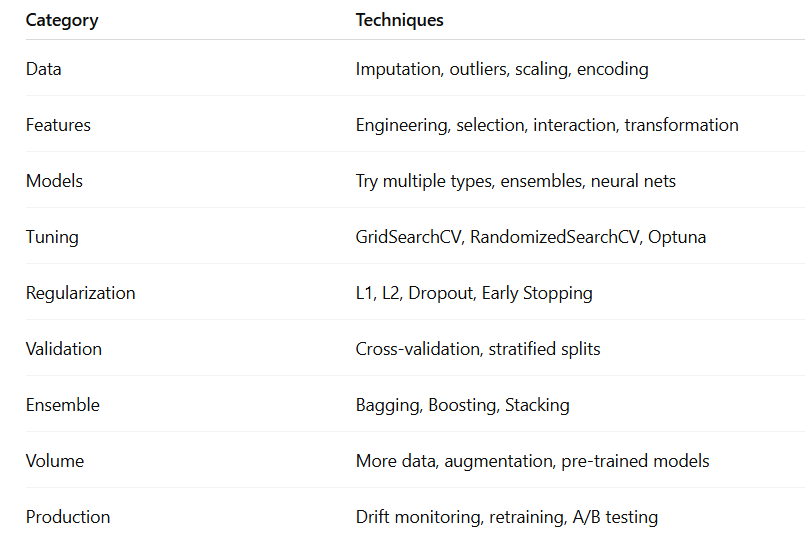 Category Techniques
Data Imputation, outliers, scaling, encoding
Features Engineering, selection, interaction, transformation
Models Try multiple types, ensembles, neural nets
Tuning GridSearchCV, RandomizedSearchCV, Optuna
Regularization L1, L2, Dropout, Early Stopping
Validation Cross-validation, stratified splits
Ensemble Bagging, Boosting, Stacking
Volume More data, augmentation, pre-trained models
Production Drift monitoring, retraining, A/B testing